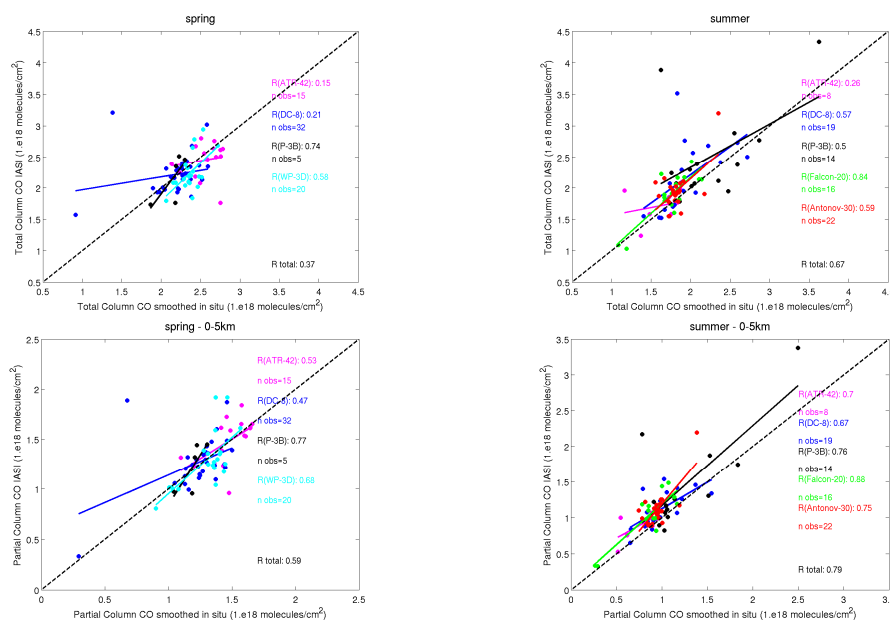 spring
4.5
4
3.5
3
2.5
2
1.5
1
0.5
0.5 1 1.5 2 2.5 3 3.5 4 4.5
Total Column CO IASI (1.e18 molecules/cm²)
Total Column CO smoothed in situ (1.e18 molecules/cm²)
R(ATR-42): 0.15
n obs=15
R(DC-8): 0.21
n obs=32
R(P-3B): 0.74
n obs=5
R(WP-3D): 0.88
n obs=20
R total: 0.37
summer
4.5
4
3.5
3
2.5
2
1.5
1
0.5
0.5 1 1.5 2 2.5 3 3.5 4 4.5
Total Column CO IASI (1.e18 molecules/cm²)
Total Column CO smoothed in situ (1.e18 molecules/cm²)
R(ATR-42): 0.26
n obs=8
R(DC-8): 0.57
n obs=19
R(P-3B): 0.5
n obs=14
R(Falcon-20): 0.84
n obs=16
R(Antonov-30): 0.59
n obs=22
R total: 0.67
spring - 0-5km
2.5
2
1.5
1
0.5
0
0 0.5 1 1.5 2 2.5
Partial Column CO IASI (1.e18 molecules/cm²)
Partial Column CO smoothed in situ (1.e18 molecules/cm²)
R(ATR-42): 0.53
n obs=15
R(DC-8): 0.47
n obs=32
R(P-3B): 0.77
n obs=5
R(WP-3D): 0.68
n obs=20
R total: 0.59
summer - 0-5km
3.5
3
2.5
2
1.5
1
0.5
0
0 0.5 1 1.5 2 2.5 3 3.5
Partial Column CO IASI (1.e18 molecules/cm²)
Partial Column CO smoothed in situ (1.e18 molecules/cm²)
R(ATR-42): 0.7
n obs=8
R(DC-8): 0.67
n obs=19
R(P-3B): 0.76
n obs=14
R(Falcon-20): 0.88
n obs=16
R(Antonov-30): 0.75
n obs=22
R total: 0.79